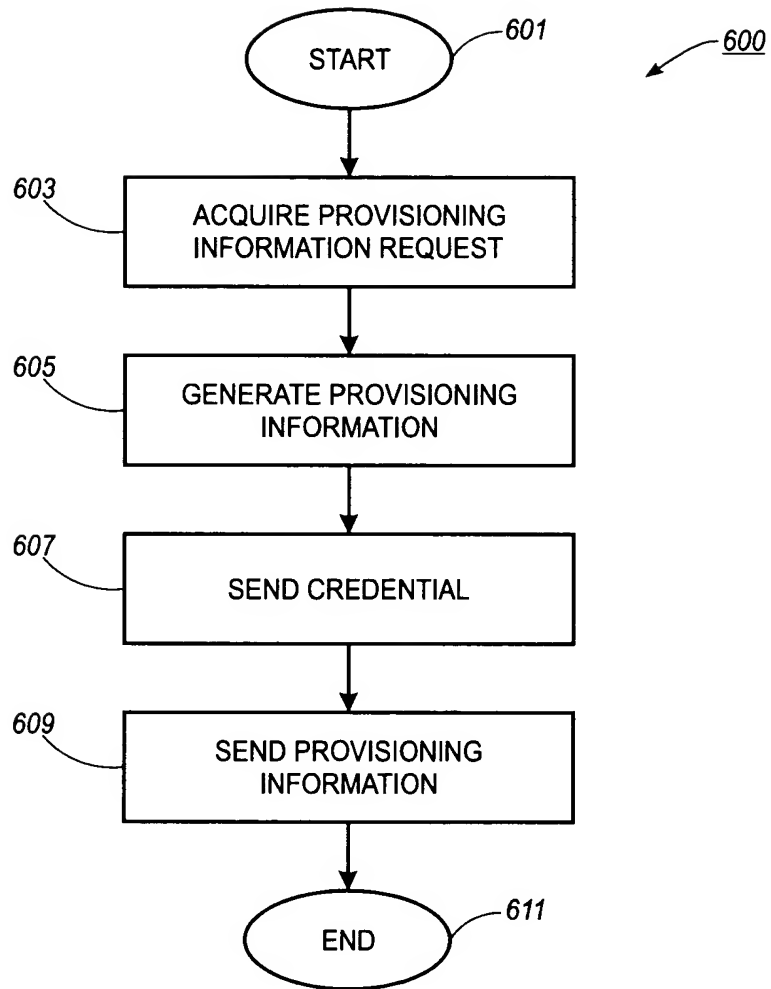 START
601
600
603
ACQUIRE PROVISIONING
INFORMATION REQUEST
605
GENERATE PROVISIONING
INFORMATION
607
SEND CREDENTIAL
609
SEND PROVISIONING
INFORMATION
END
611